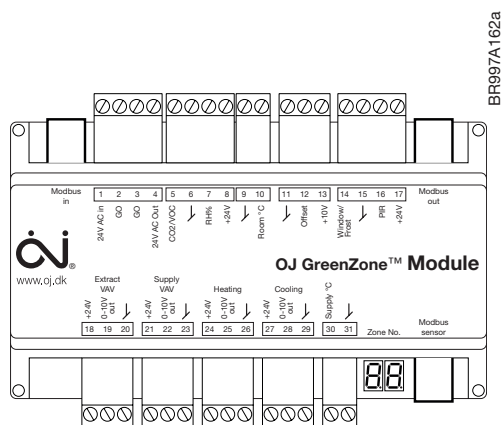 BR997A162a
Modbus in
1 2 3 4 5 6 7 8 9 10 11 12 13 14 15 16 17
Modbus out
24V AC in
GO
GO
24V AC Out
CO2/VOC
RH%
+24V
Room °C
Offset
+10V
Window/Frost
PIR
+24V
OJ
®
www.oj.dk
OJ GreenZone™ Module
Extract VAV
Supply VAV
Heating
Cooling
Supply °C
+24V
0-10V out
+24V
0-10V out
+24V
0-10V out
+24V
0-10V out
18 19 20 21 22 23 24 25 26 27 28 29 30 31
Zone No.
Modbus sensor
88